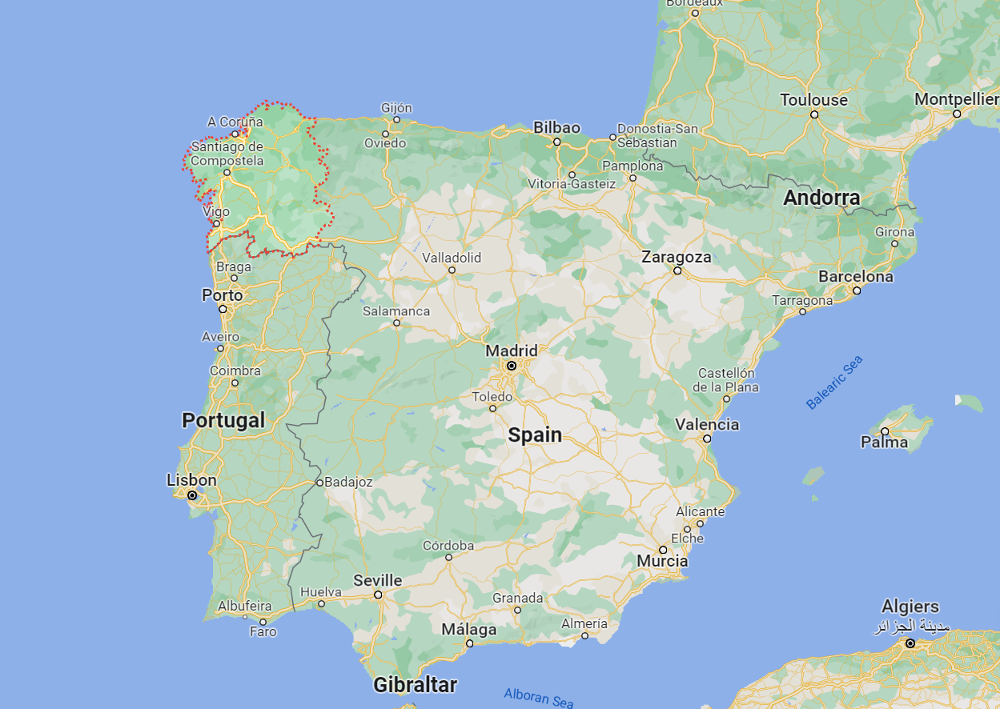 Bordeaux
Toulouse
Montpellier
Gijón
A Coruña
Oviedo
Bilbao
Donostia-San
Sebastian
Santiago de
Compostela
Pamplona
Vitoria-Gasteiz
Andorra
Vigo
Girona
Braga
Valladolid
Zaragoza
Barcelona
Porto
Tarragona
Salamanca
Aveiro
Madrid
Coimbra
Castellón
de la Plana
Balearic Sea
Toledo
Portugal
Spain
Valencia
Palma
Lisbon
Badajoz
Alicante
Elche
Córdoba
Murcia
Seville
Huelva
Granada
Albufeira
Faro
Málaga
Almería
Algiers
مدينة الجزائر
Gibraltar
Alboran Sea